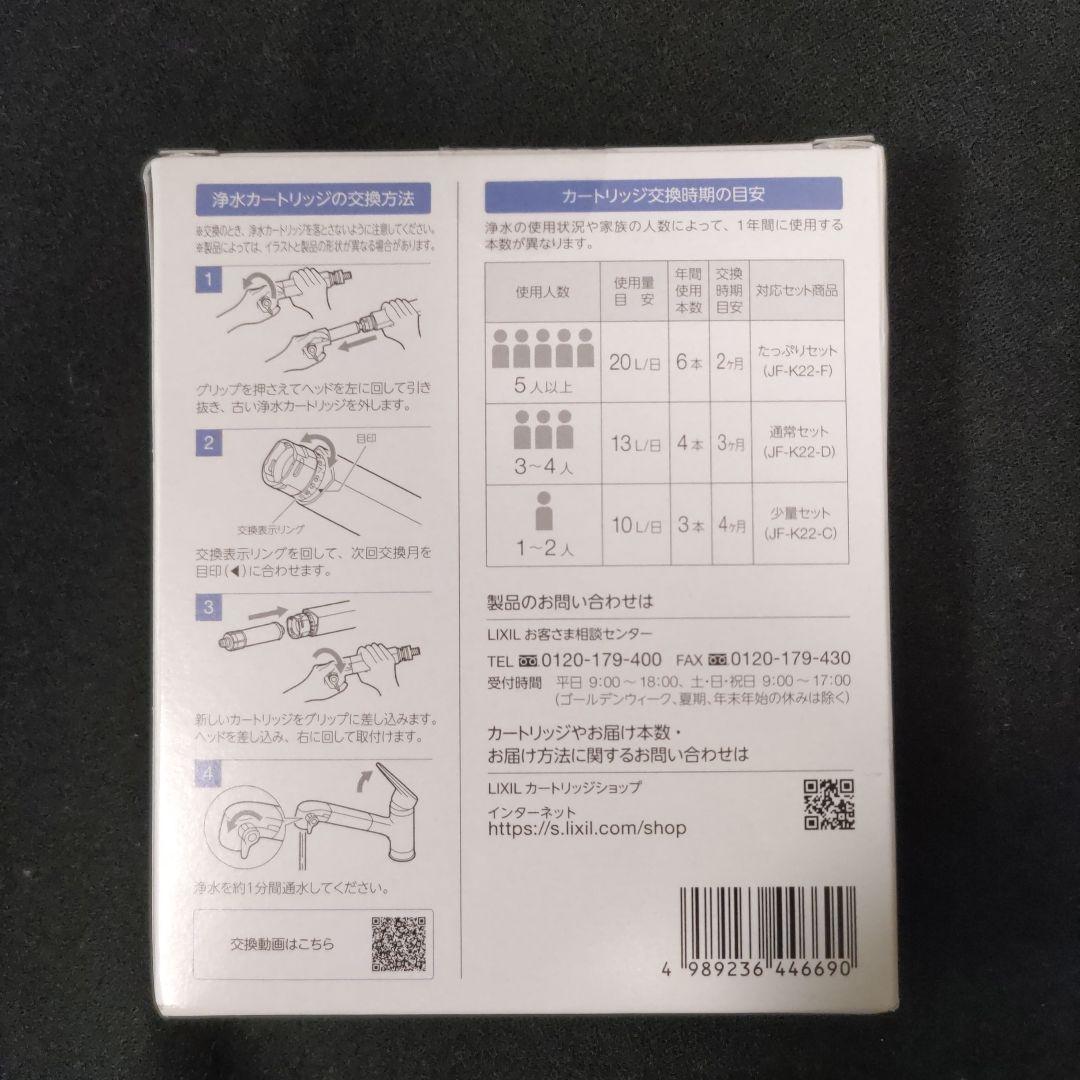 浄水カートリッジの交換方法
※交換のとき、浄水カートリッジを落とさないように注意してください。
※製品によっては、イラストと製品の形状が異なる場合があります。
1
グリップを押さえてヘッドを左に回して引き
抜き、古い浄水カートリッジを外します。
2
目印
交換表示リング
交換表示リングを回して、次回交換月を
目印(◀)に合わせます。
3
新しいカートリッジをグリップに差し込みます。
ヘッドを差し込み、右に回して取付けます。
4
浄水を約1分間通水してください。
交換動画はこちら
カートリッジ交換時期の目安
浄水の使用状況や家族の人数によって、1年間に使用する
本数が異なります。
使用人数 使用量目安 年間使用本数 交換時期目安 対応セット商品
5人以上 20L/日 6本 2ヶ月 たっぷりセット(JF-K22-F)
3〜4人 13L/日 4本 3ヶ月 通常セット(JF-K22-D)
1〜2人 10L/日 3本 4ヶ月 少量セット(JF-K22-C)
製品のお問い合わせは
LIXIL お客さま相談センター
TEL 0120-179-400 FAX 0120-179-430
受付時間 平日 9:00〜18:00、土・日・祝日 9:00〜17:00
(ゴールデンウィーク、夏期、年末年始の休みは除く)
カートリッジやお届け本数・
お届け方法に関するお問い合わせは
LIXIL カートリッジショップ
インターネット
https://s.lixil.com/shop
4 989236 446690